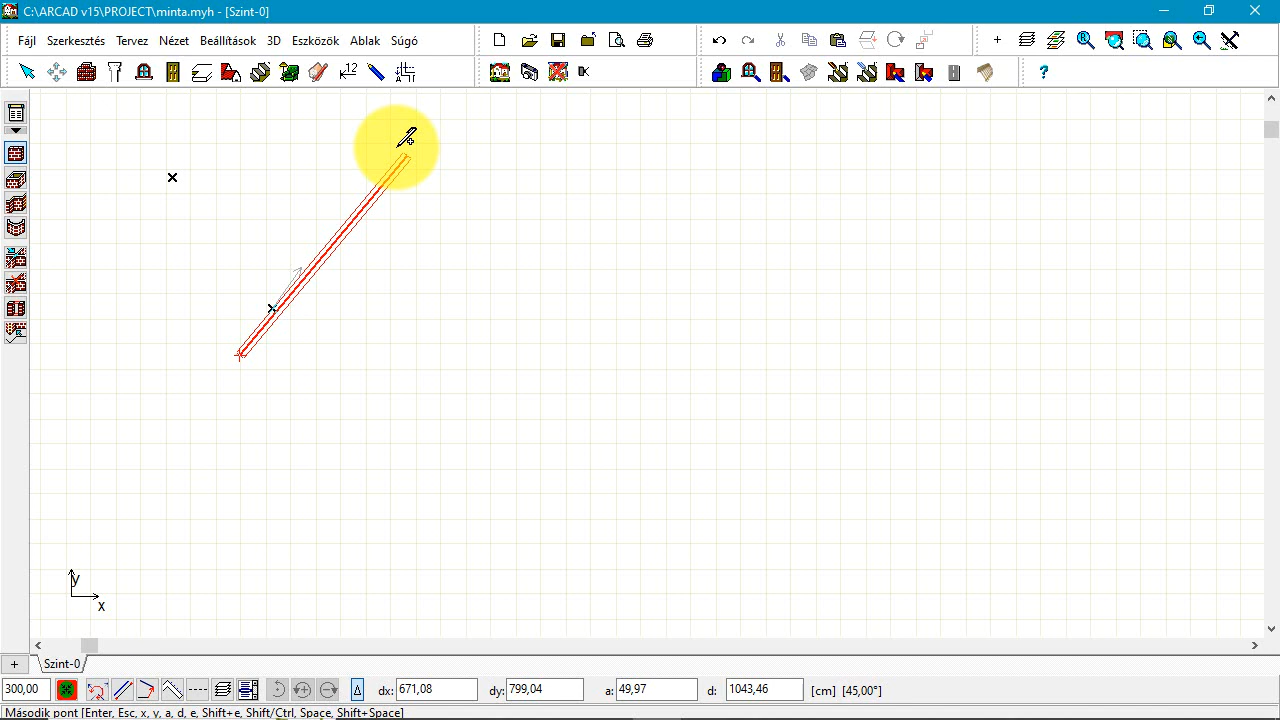 C:\ARCAD v15\PROJECT\minta.myh - [Szint-0]
Fájl Szerkesztés Tervez Nézet Beállítások Eszközök Ablak Súgó
12
?
y
x
Szint-0
300,00 dx: 671,08 dy: 799,04 a: 49,97 d: 1043,46 [cm] [45,00°]
Második pont [Enter, Esc, x, y, a, d, e, Shift+e, Shift/Ctrl, Space, Shift+Space]